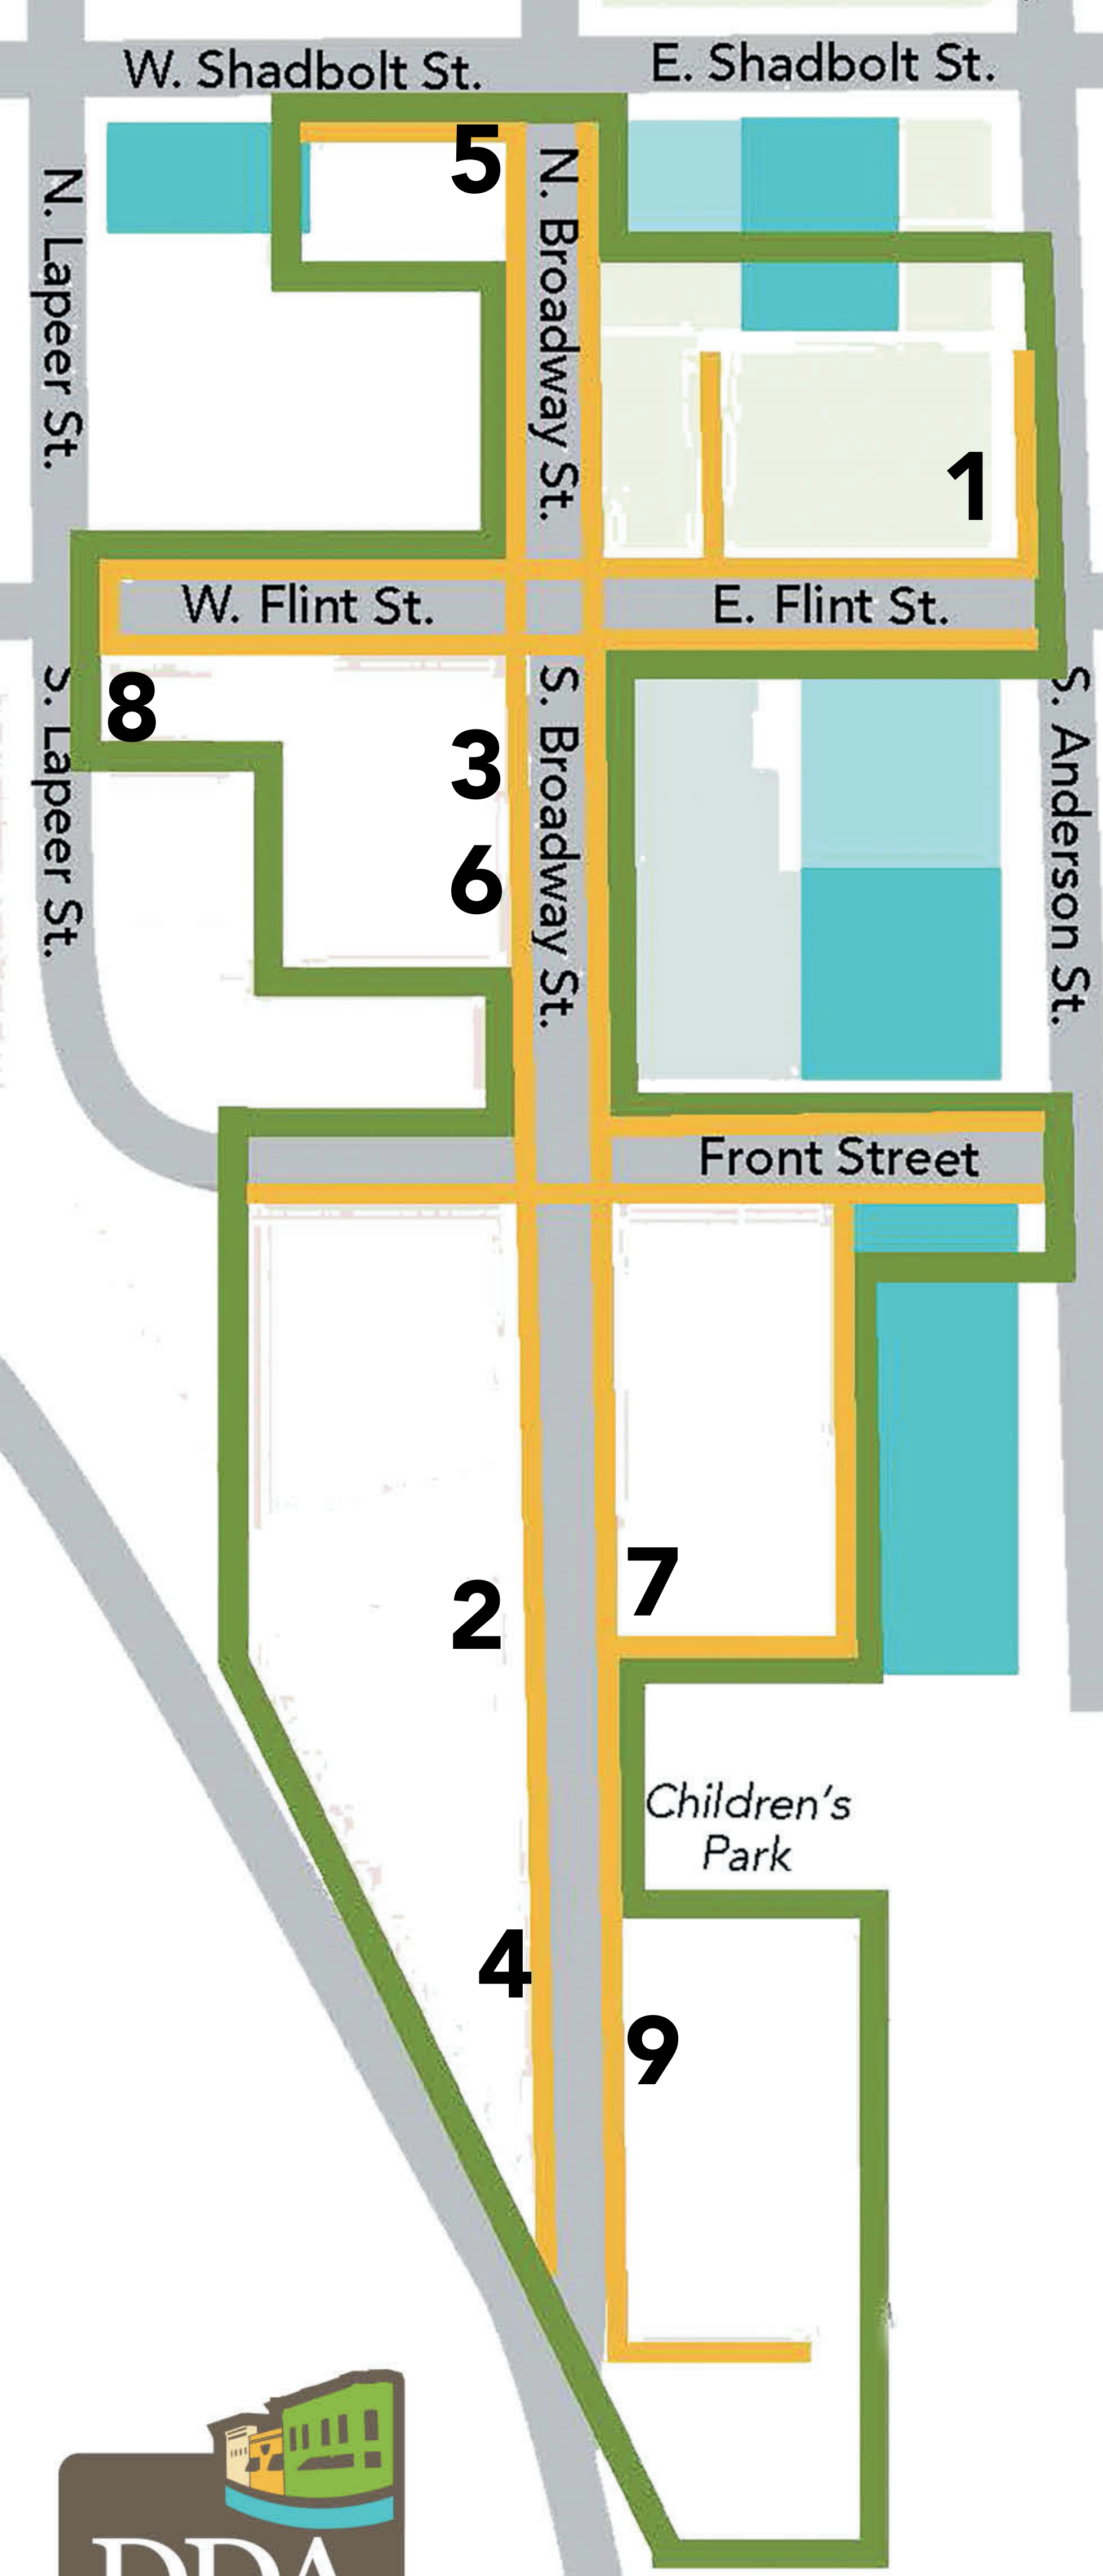 W. Shadbolt St.
E. Shadbolt St.
5
N. Lapeer St.
N. Broadway St.
1
W. Flint St.
E. Flint St.
8
3
6
S. Lapeer St.
S. Broadway St.
S. Anderson St.
Front Street
7
2
Children's
Park
4
9
DDA